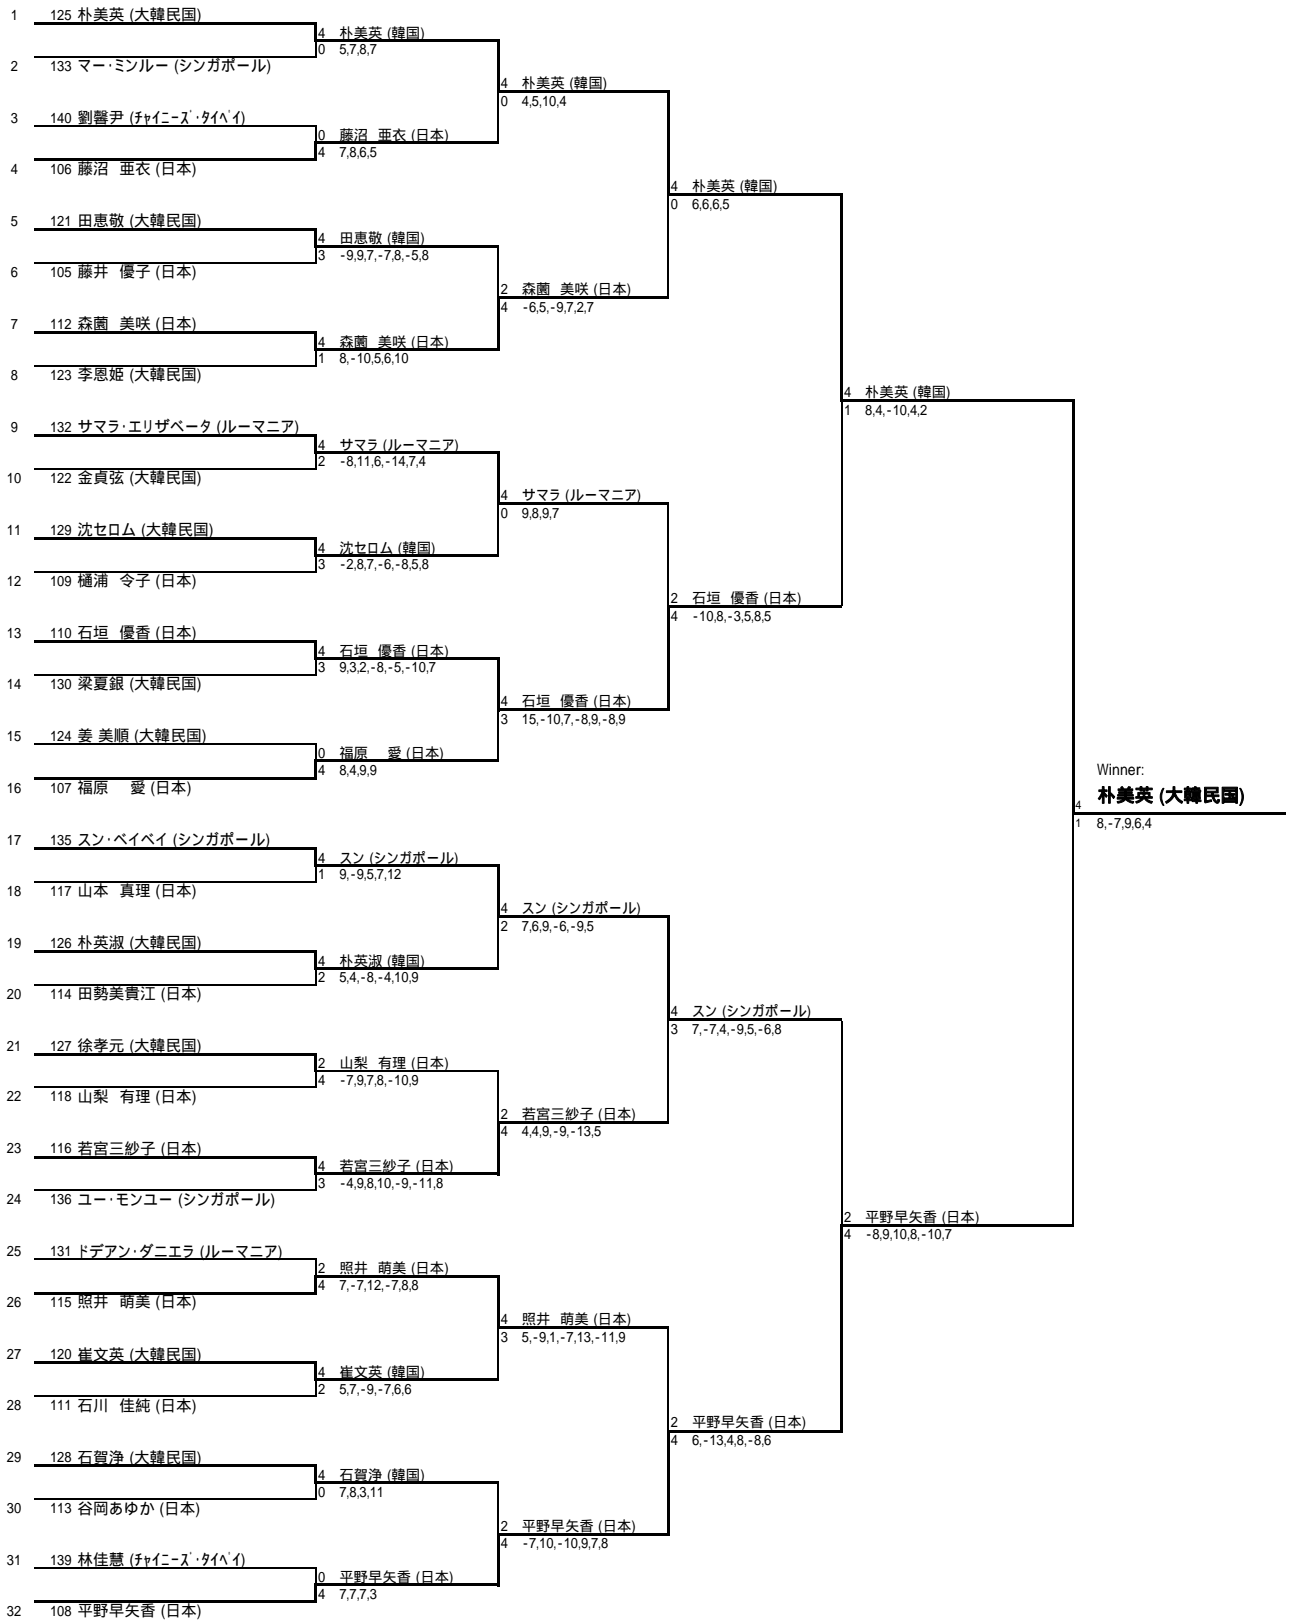 1 125 朴美英 (大韓民国)
4 朴美英 (韓国)
0 5,7,8,7
2 133 マー・ミンルー (シンガポール)
4 朴美英 (韓国)
0 4,5,10,4
3 140 劉馨尹 (ﾁｬｲﾆｰｽﾞ・ﾀｲﾍﾟｲ)
0 藤沼 亜衣 (日本)
4 7,8,6,5
4 106 藤沼 亜衣 (日本)
4 朴美英 (韓国)
0 6,6,6,5
5 121 田恵敬 (大韓民国)
4 田恵敬 (韓国)
3 -9,9,7,-7,8,-5,8
6 105 藤井 優子 (日本)
2 森薗 美咲 (日本)
4 -6,5,-9,7,2,7
7 112 森薗 美咲 (日本)
4 森薗 美咲 (日本)
1 8,-10,5,6,10
8 123 李恩姫 (大韓民国)
4 朴美英 (韓国)
1 8,4,-10,4,2
9 132 サマラ・エリザベータ (ルーマニア)
4 サマラ (ルーマニア)
2 -8,11,6,-14,7,4
10 122 金貞弦 (大韓民国)
4 サマラ (ルーマニア)
0 9,8,9,7
11 129 沈セロム (大韓民国)
4 沈セロム (韓国)
3 -2,8,7,-6,-8,5,8
12 109 樋浦 令子 (日本)
2 石垣 優香 (日本)
4 -10,8,-3,5,8,5
13 110 石垣 優香 (日本)
4 石垣 優香 (日本)
3 9,3,2,-8,-5,-10,7
14 130 梁夏銀 (大韓民国)
4 石垣 優香 (日本)
3 15,-10,7,-8,9,-8,9
15 124 姜 美順 (大韓民国)
0 福原 愛 (日本)
4 8,4,9,9
16 107 福原 愛 (日本)
Winner:
4 朴美英 (大韓民国)
1 8,-7,9,6,4
17 135 スン・ベイベイ (シンガポール)
4 スン (シンガポール)
1 9,-9,5,7,12
18 117 山本 真理 (日本)
4 スン (シンガポール)
2 7,6,9,-6,-9,5
19 126 朴英淑 (大韓民国)
4 朴英淑 (韓国)
2 5,4,-8,-4,10,9
20 114 田勢美貴江 (日本)
4 スン (シンガポール)
3 7,-7,4,-9,5,-6,8
21 127 徐孝元 (大韓民国)
2 山梨 有理 (日本)
4 -7,9,7,8,-10,9
22 118 山梨 有理 (日本)
2 若宮三紗子 (日本)
4 4,4,9,-9,-13,5
23 116 若宮三紗子 (日本)
4 若宮三紗子 (日本)
3 -4,9,8,10,-9,-11,8
24 136 ユー・モンユー (シンガポール)
2 平野早矢香 (日本)
4 -8,9,10,8,-10,7
25 131 ドデアン・ダニエラ (ルーマニア)
2 照井 萌美 (日本)
4 7,-7,12,-7,8,8
26 115 照井 萌美 (日本)
4 照井 萌美 (日本)
3 5,-9,1,-7,13,-11,9
27 120 崔文英 (大韓民国)
4 崔文英 (韓国)
2 5,7,-9,-7,6,6
28 111 石川 佳純 (日本)
2 平野早矢香 (日本)
4 6,-13,4,8,-8,6
29 128 石賀浄 (大韓民国)
4 石賀浄 (韓国)
0 7,8,3,11
30 113 谷岡あゆか (日本)
2 平野早矢香 (日本)
4 -7,10,-10,9,7,8
31 139 林佳慧 (ﾁｬｲﾆｰｽﾞ・ﾀｲﾍﾟｲ)
0 平野早矢香 (日本)
4 7,7,7,3
32 108 平野早矢香 (日本)